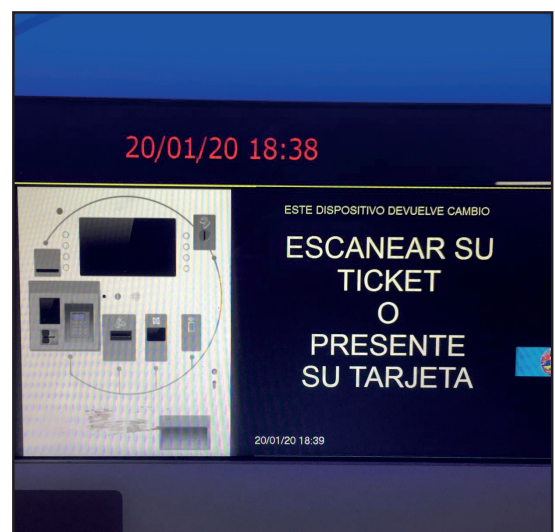 20/01/20 18:38
ESTE DISPOSITIVO DEVUELVE CAMBIO
ESCANEAR SU
TICKET
O
PRESENTE
SU TARJETA
20/01/20 18:39